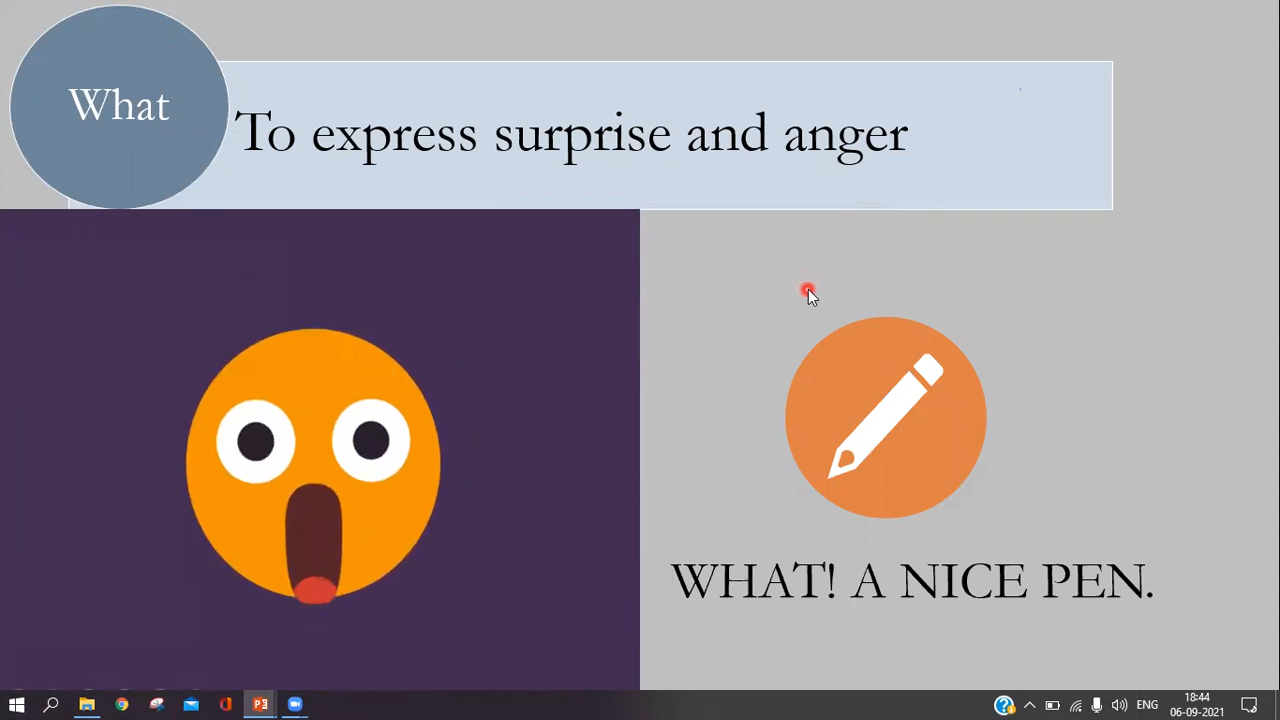 What
To express surprise and anger
WHAT! A NICE PEN.
ENG
18:44
06-09-2021